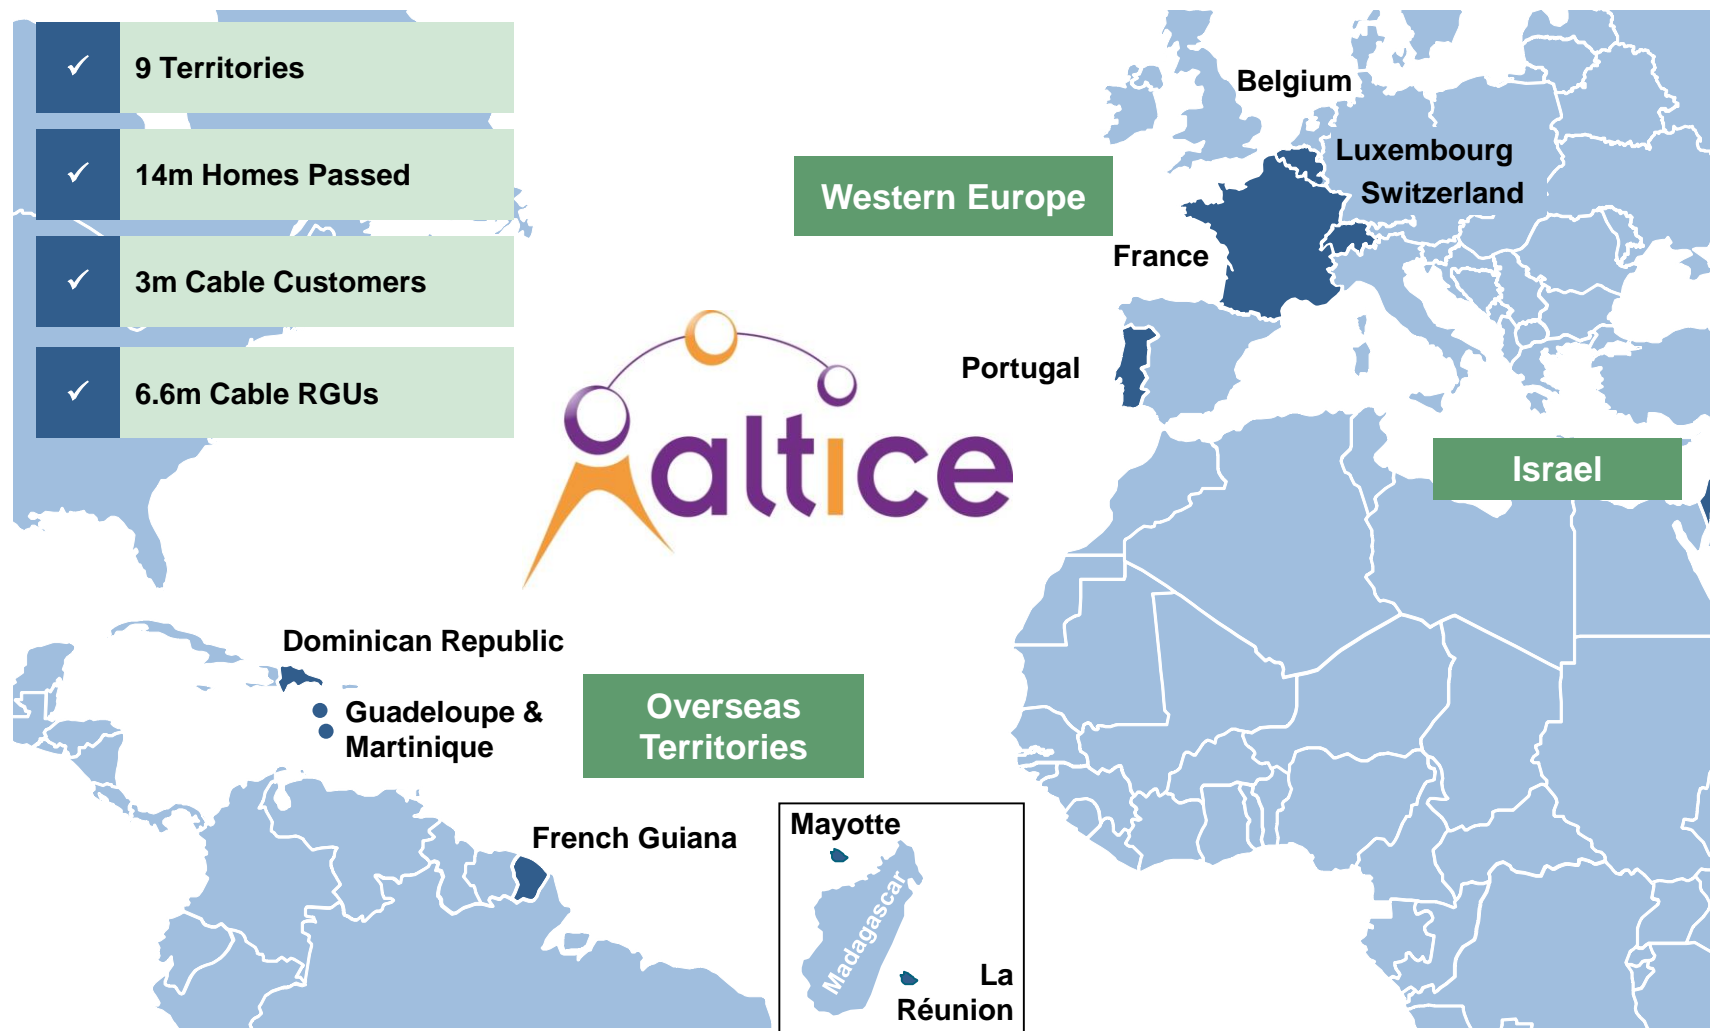 9 Territories
14m Homes Passed
3m Cable Customers
6.6m Cable RGUs
Western Europe
Belgium
Luxembourg
Switzerland
France
Portugal
Israel
altice
Dominican Republic
Guadeloupe &
Martinique
Overseas
Territories
French Guiana
Mayotte
Madagascar
La
Réunion